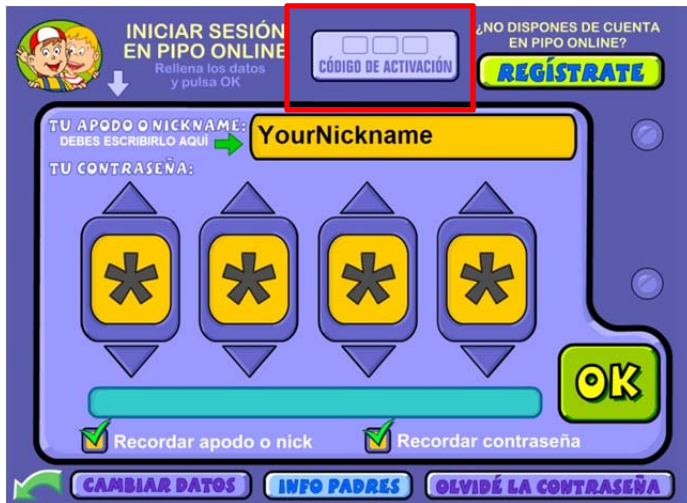 INICIAR SESIÓN
EN PIPO ONLINE
Rellena los datos
y pulsa OK
CÓDIGO DE ACTIVACIÓN
¿NO DISPONES DE CUENTA
EN PIPO ONLINE?
REGÍSTRATE
TU APODO O NICKNAME:
DEBES ESCRIBIRLO AQUÍ
YourNickname
TU CONTRASEÑA:
* * * *
OK
Recordar apodo o nick
Recordar contraseña
CAMBIAR DATOS
INFO PADRES
OLVIDÉ LA CONTRASEÑA